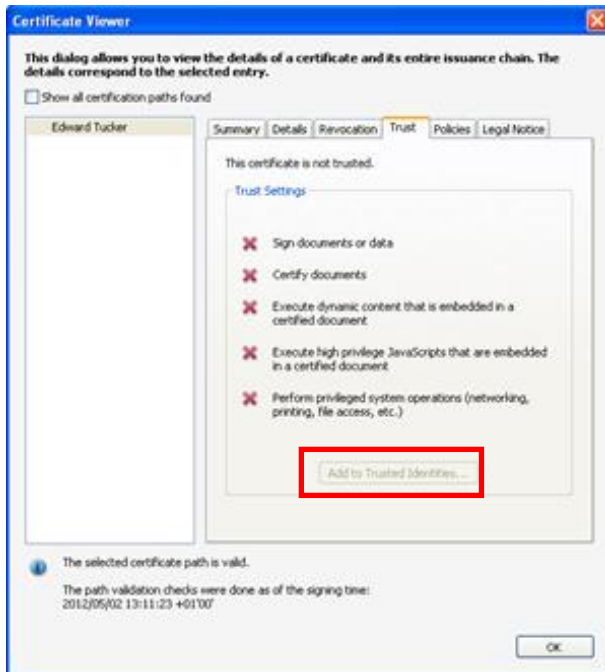 Certificate Viewer
This dialog allows you to view the details of a certificate and its entire issuance chain. The
details correspond to the selected entry.
Show all certification paths found
Edward Tucker
Summary Details Revocation Trust Policies Legal Notice
This certificate is not trusted.
Trust Settings
Sign documents or data
Certify documents
Execute dynamic content that is embedded in a
certified document
Execute high privilege JavaScripts that are embedded
in a certified document
Perform privileged system operations (networking,
printing, file access, etc.)
Add to Trusted Identities...
The selected certificate path is valid.
The path validation checks were done as of the signing time:
2012/05/02 13:11:23 +01'00'
OK